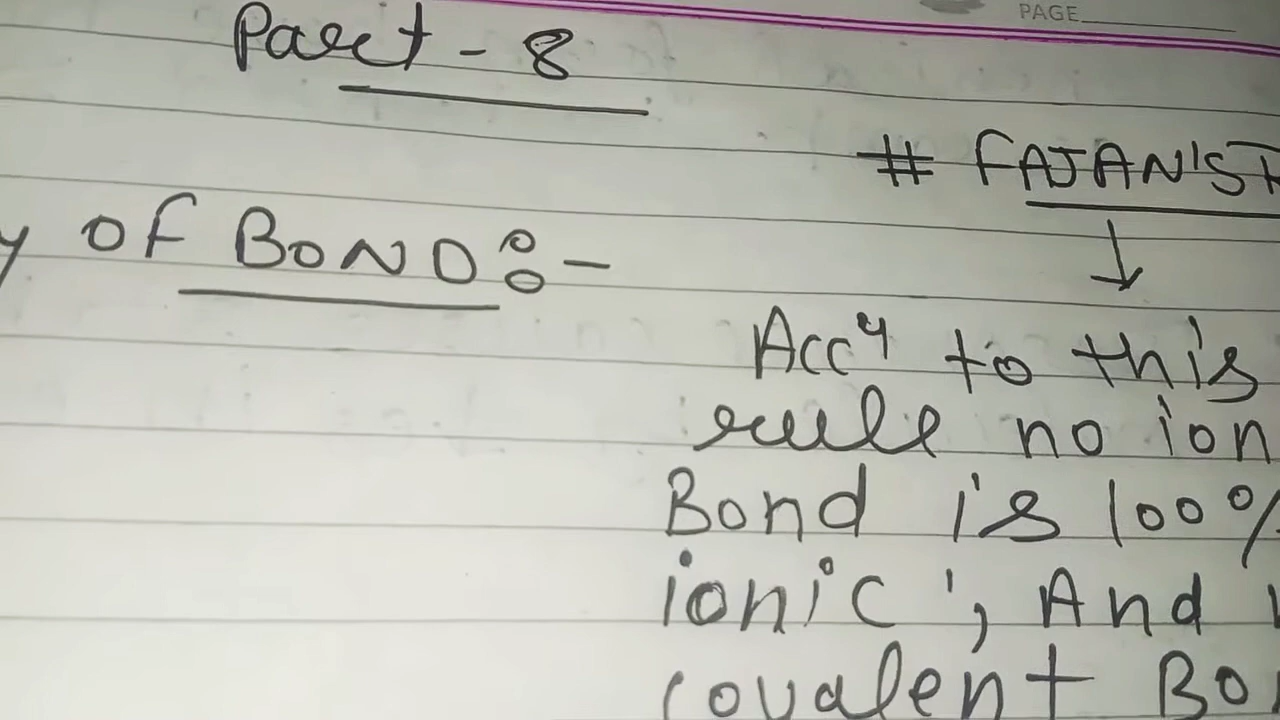 PAGE
Part - 8
# FAJAN'S
y of BOND :-
Acc^y to this
rule no ion
Bond is 100%
ionic ; And
covalent Bo